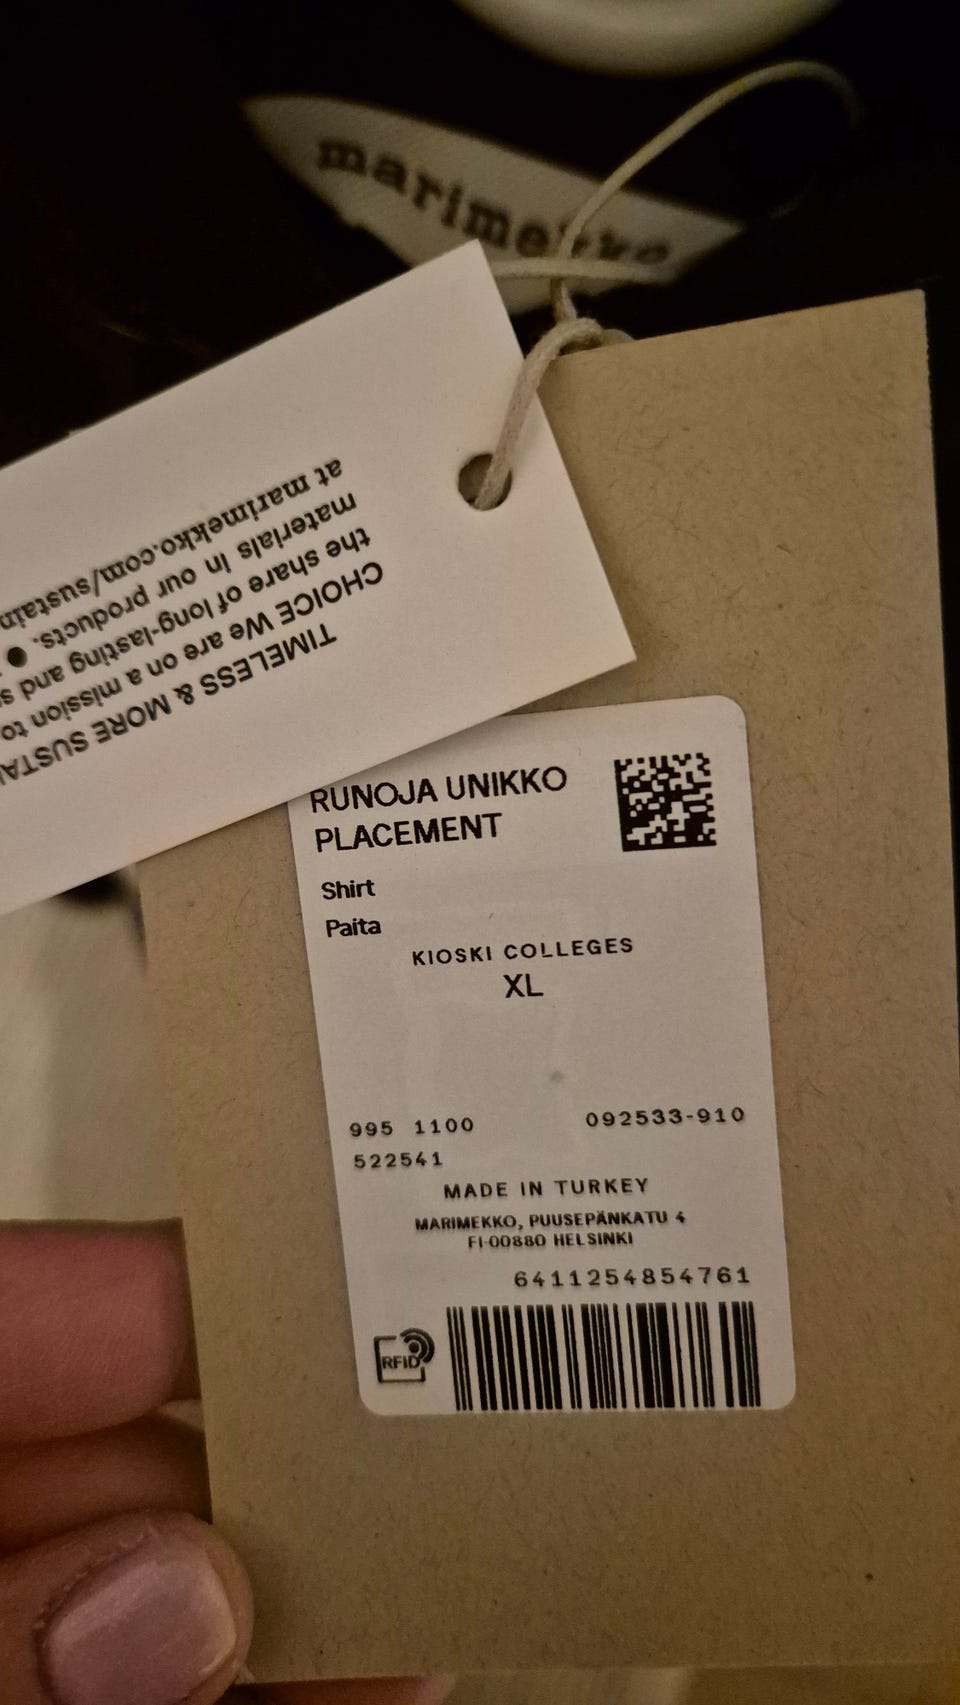 marimekko
TIMELESS & MORE
CHOICE We are on a mission to
the share of long-lasting and
materials in our products.
at marimekko.com/sustain
RUNOJA UNIKKO
PLACEMENT
Shirt
Paita
KIOSKI COLLEGES
XL
995 1100 092533-910
522541
MADE IN TURKEY
MARIMEKKO, PUUSEPÄNKATU 4
FI-00880 HELSINKI
6411254854761
RFID